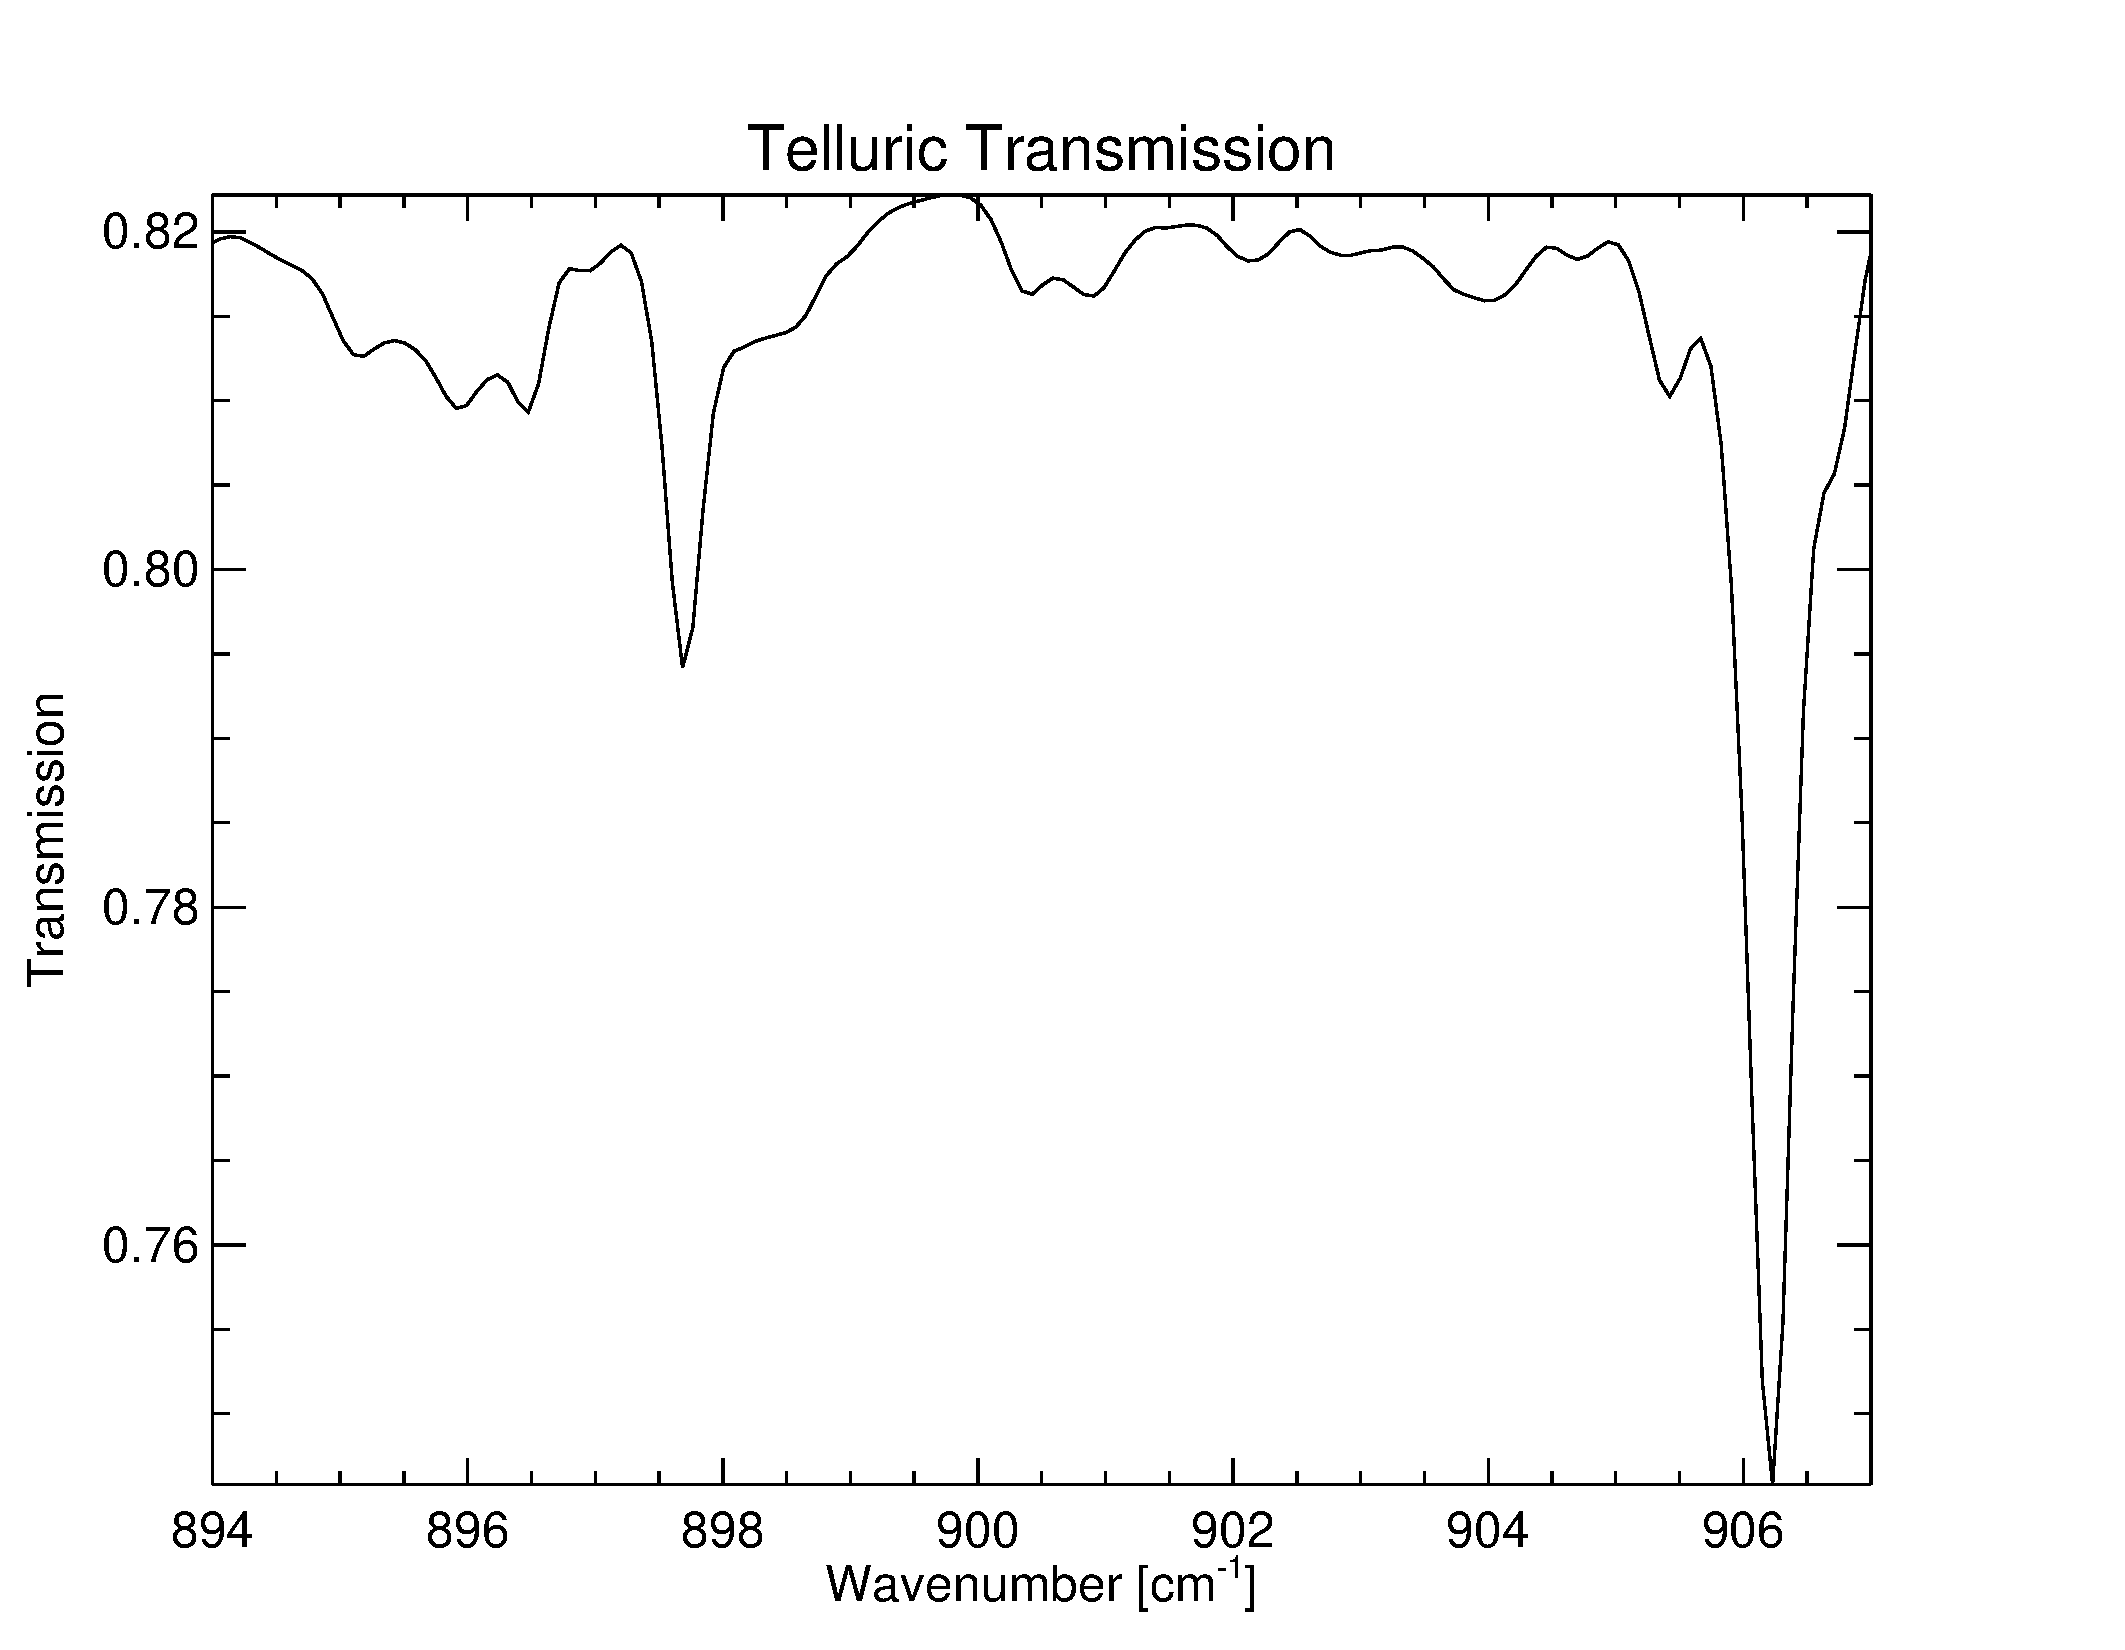 Telluric Transmission
0.82
0.80
0.78
0.76
Transmission
894 896 898 900 902 904 906
Wavenumber [cm⁻¹]